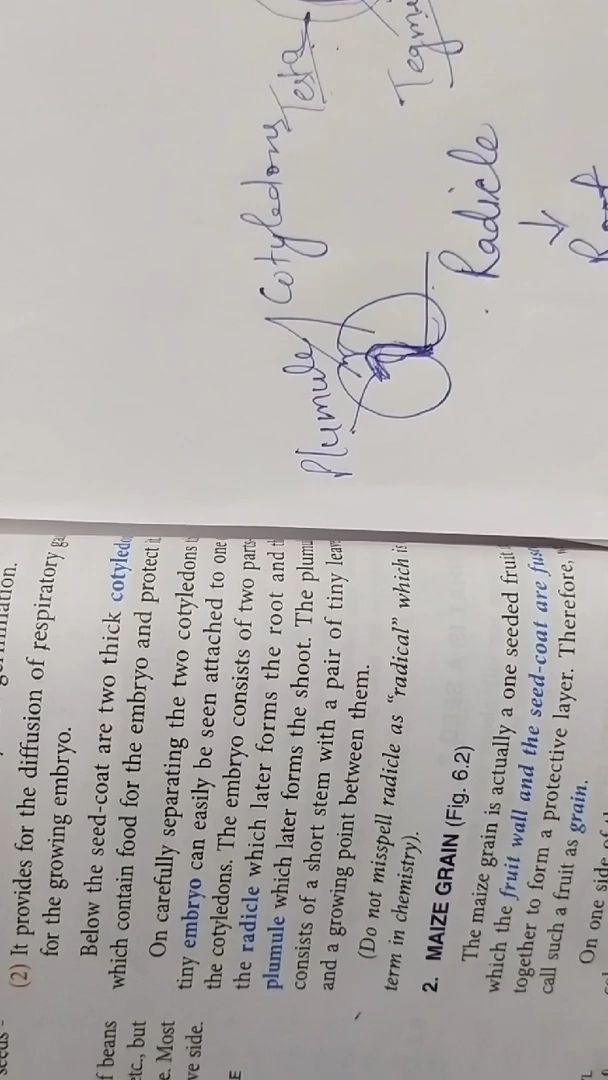 (2) It provides for the diffusion of respiratory
for the growing embryo.
Below the seed-coat are two thick cotyledo
which contain food for the embryo and protect it
On carefully separating the two cotyledons
tiny embryo can easily be seen attached to one
the cotyledons. The embryo consists of two parts
the radicle which later forms the root and
plumule which later forms the shoot. The plumu
consists of a short stem with a pair of tiny leav
and a growing point between them.
(Do not misspell radicle as “radical” which is
term in chemistry).
2. MAIZE GRAIN (Fig. 6.2)
The maize grain is actually a one seeded fruit
which the fruit wall and the seed-coat are fus
together to form a protective layer. Therefore,
call such a fruit as grain.
On one side of th
f beans
etc., but
e. Most
ve side.
Plumule
Cotyledons
Testa
Tegm
Radicle